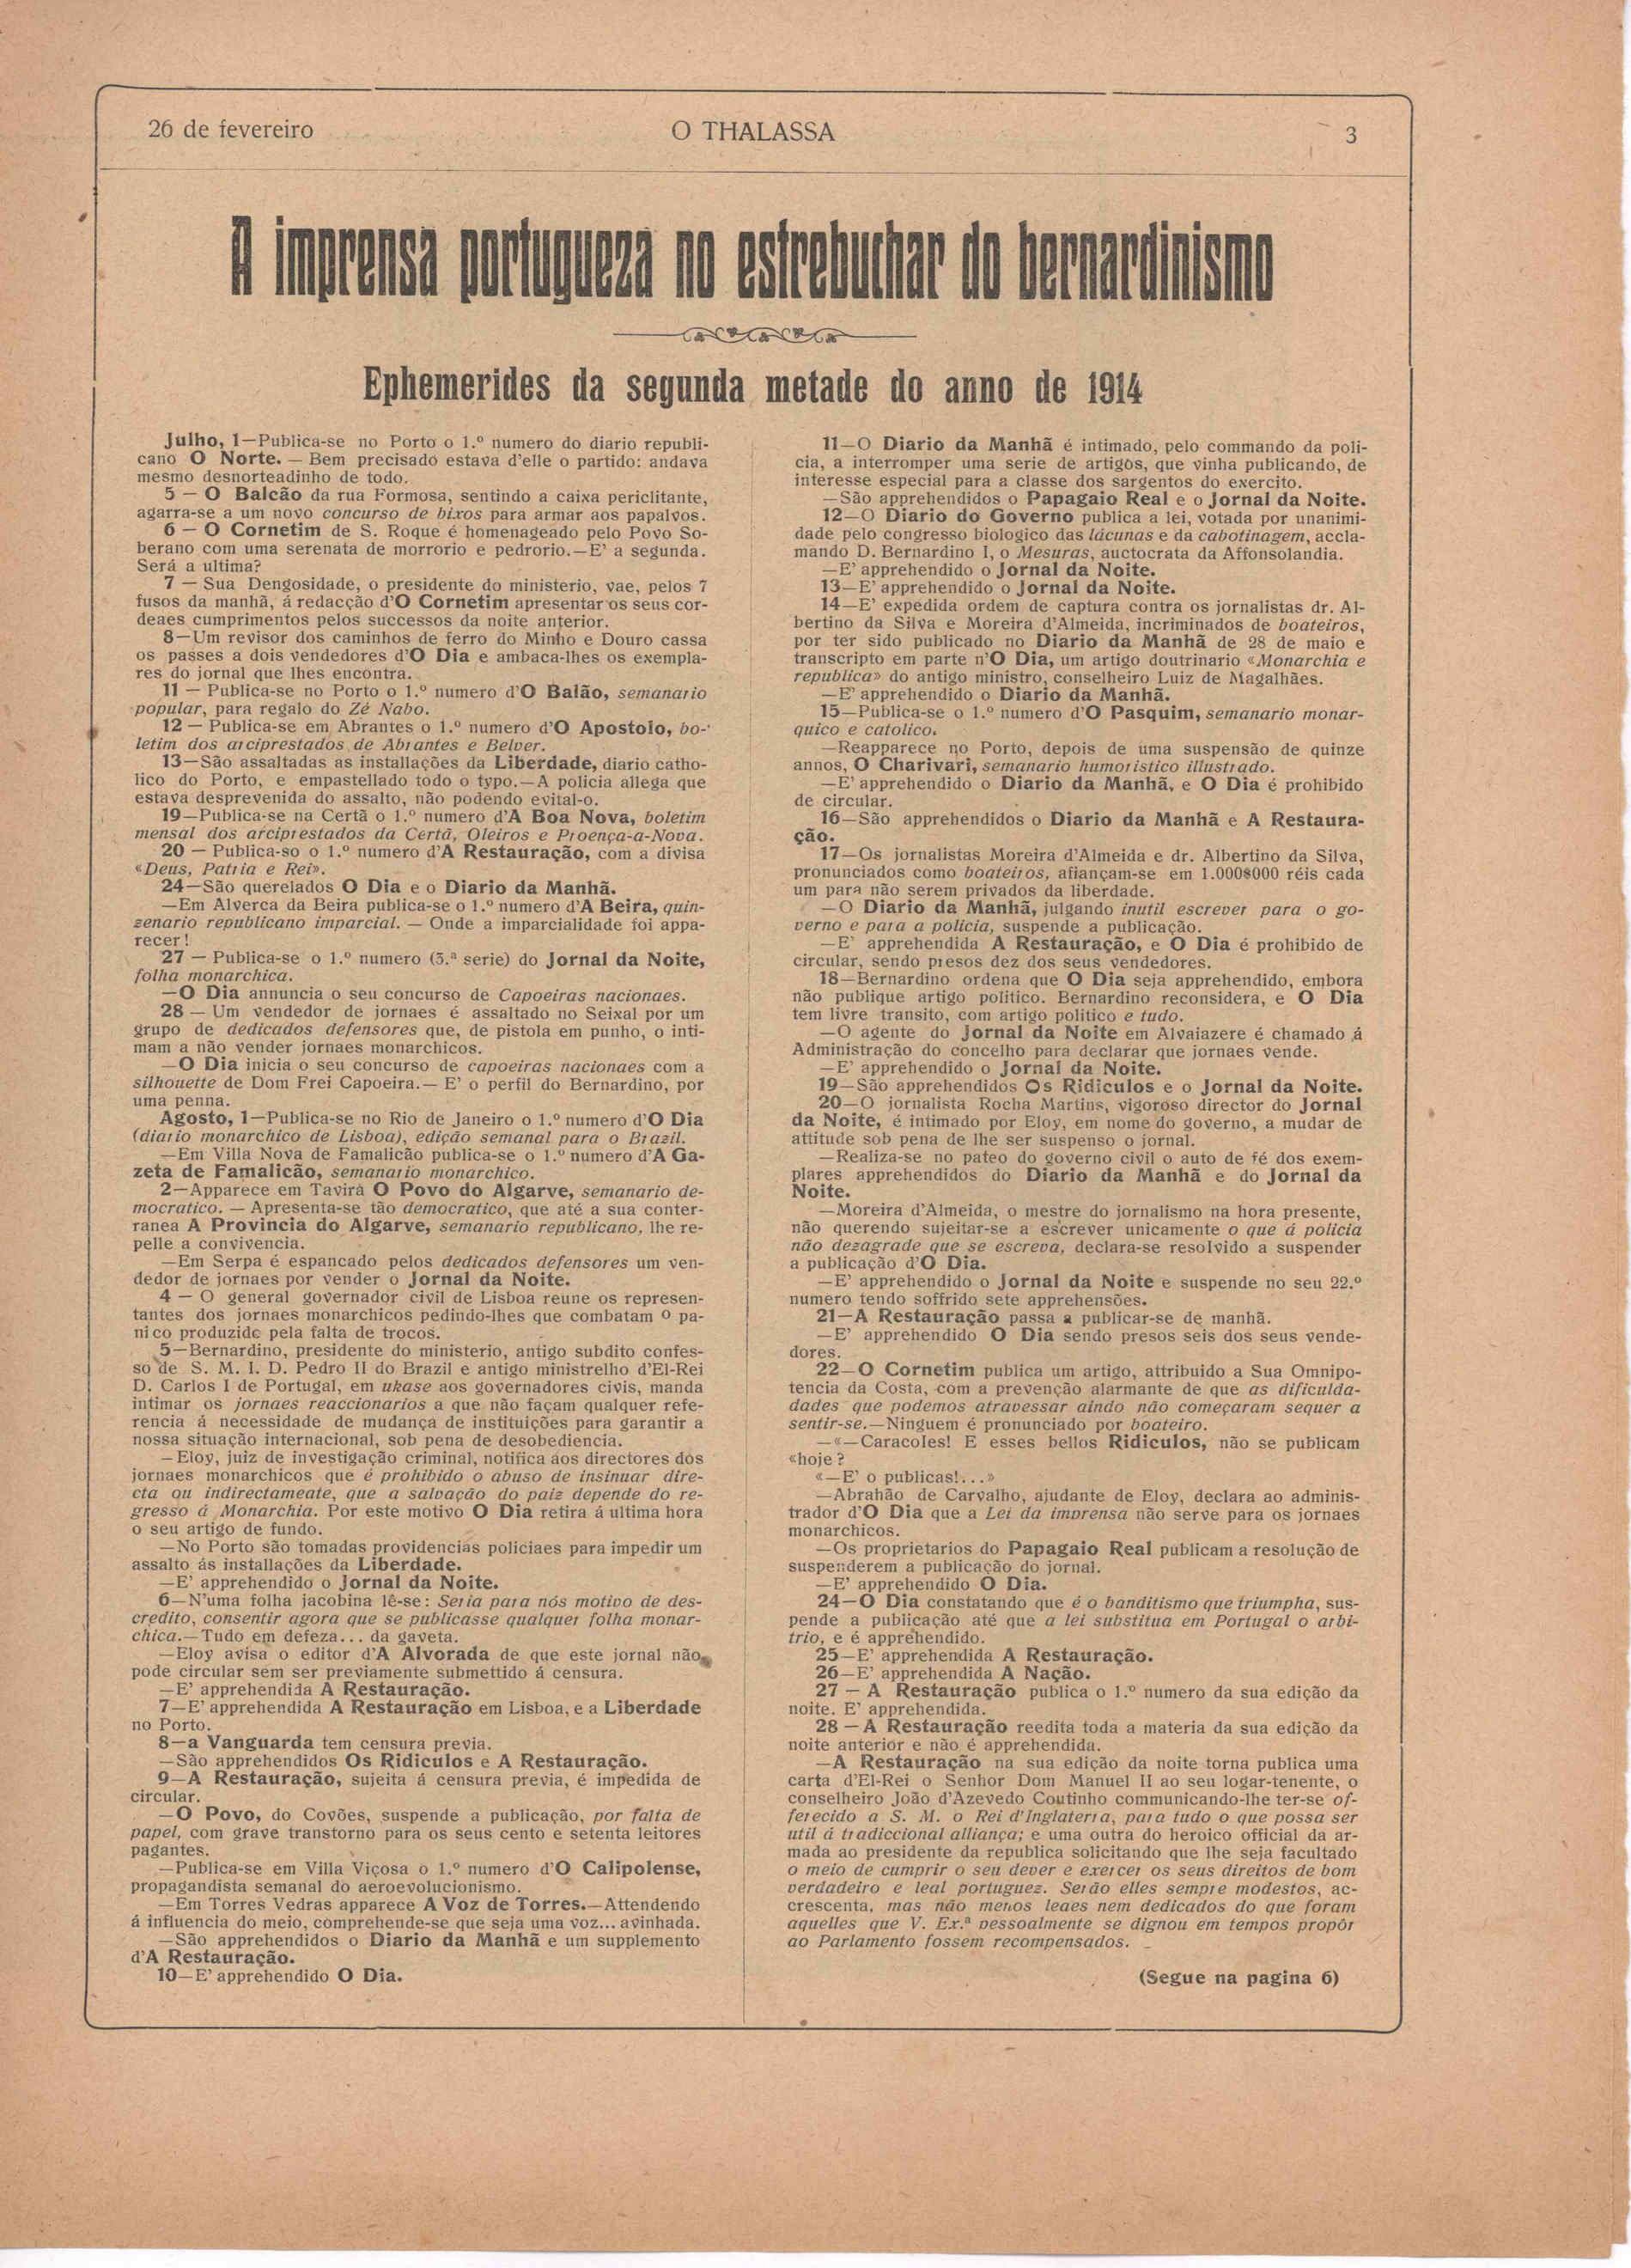 26 de fevereiro
O THALASSA
3
A imprensa portugueza no estrebuchar do bernardinismo
Ephemerides da segunda metade do anno de 1914
Julho, 1—Publica-se no Porto o 1.º numero do diario republi-
cano O Norte. — Bem precisado estava d'elle o partido: andava
mesmo desnorteadinho de todo.
5 — O Balcão da rua Formosa, sentindo a caixa periclitante,
agarra-se a um novo concurso de bixos para armar aos papalvos.
6 — O Cornetim de S. Roque é homenageado pelo Povo So-
berano com uma serenata de morrorio e pedrorio.—E' a segunda.
Será a ultima?
7 — Sua Dengosidade, o presidente do ministerio, vae, pelos 7
fusos da manhã, á redacção d'O Cornetim apresentar os seus cor-
deaes cumprimentos pelos successos da noite anterior.
8—Um revisor dos caminhos de ferro do Minho e Douro cassa
os passes a dois vendedores d'O Dia e ambaca-lhes os exempla-
res do jornal que lhes encontra.
11 — Publica-se no Porto o 1.º numero d'O Balão, semanario
popular, para regalo do Zé Nabo.
12 — Publica-se em Abrantes o 1.º numero d'O Apostolo, bo-
letim dos arciprestados de Abrantes e Belver.
13—São assaltadas as installações da Liberdade, diario catho-
lico do Porto, e empastellado todo o typo.—A policia allega que
estava desprevenida do assalto, não podendo evital-o.
19—Publica-se na Certã o 1.º numero d'A Boa Nova, boletim
mensal dos arciprestados da Certã, Oleiros e Proença-a-Nova.
20 — Publica-so o 1.º numero d'A Restauração, com a divisa
«Deus, Patria e Rei».
24—São querelados O Dia e o Diario da Manhã.
—Em Alverca da Beira publica-se o 1.º numero d'A Beira, quin-
zenario republicano imparcial. — Onde a imparcialidade foi appa-
recer!
27 — Publica-se o 1.º numero (3.ª serie) do Jornal da Noite,
folha monarchica.
—O Dia annuncia o seu concurso de Capoeiras nacionaes.
28 — Um vendedor de jornaes é assaltado no Seixal por um
grupo de dedicados defensores que, de pistola em punho, o inti-
mam a não vender jornaes monarchicos.
—O Dia inicia o seu concurso de capoeiras nacionaes com a
silhouette de Dom Frei Capoeira.— E' o perfil do Bernardino, por
uma penna.
Agosto, 1—Publica-se no Rio de Janeiro o 1.º numero d'O Dia
(diario monarchico de Lisboa), edição semanal para o Brazil.
—Em Villa Nova de Famalicão publica-se o 1.º numero d'A Ga-
zeta de Famalicão, semanario monarchico.
2—Apparece em Tavira O Povo do Algarve, semanario de-
mocratico. — Apresenta-se tão democratico, que até a sua conter-
ranea A Provincia do Algarve, semanario republicano, lhe re-
pelle a convivencia.
—Em Serpa é espancado pelos dedicados defensores um ven-
dedor de jornaes por vender o Jornal da Noite.
4 — O general governador civil de Lisboa reune os represen-
tantes dos jornaes monarchicos pedindo-lhes que combatam o pa-
nico produzido pela falta de trocos.
5—Bernardino, presidente do ministerio, antigo subdito confes-
so de S. M. I. D. Pedro II do Brazil e antigo ministrelho d'El-Rei
D. Carlos I de Portugal, em ukase aos governadores civis, manda
intimar os jornaes reaccionarios a que não façam qualquer refe-
rencia á necessidade de mudança de instituições para garantir a
nossa situação internacional, sob pena de desobediencia.
—Eloy, juiz de investigação criminal, notifica aos directores dos
jornaes monarchicos que é prohibido o abuso de insinuar dire-
cta ou indirectameate, que a salvação do paiz depende do re-
gresso á Monarchia. Por este motivo O Dia retira á ultima hora
o seu artigo de fundo.
—No Porto são tomadas providencias policiaes para impedir um
assalto ás installações da Liberdade.
—E' apprehendido o Jornal da Noite.
6—N'uma folha jacobina lê-se: Seria para nós motivo de des-
credito, consentir agora que se publicasse qualquer folha monar-
chica.—Tudo em defeza... da gaveta.
—Eloy avisa o editor d'A Alvorada de que este jornal não
pode circular sem ser previamente submettido á censura.
—E' apprehendida A Restauração.
7—E' apprehendida A Restauração em Lisboa, e a Liberdade
no Porto.
8—a Vanguarda tem censura previa.
—São apprehendidos Os Ridiculos e A Restauração.
9—A Restauração, sujeita á censura previa, é impedida de
circular.
—O Povo, do Covões, suspende a publicação, por falta de
papel, com grave transtorno para os seus cento e setenta leitores
pagantes.
—Publica-se em Villa Viçosa o 1.º numero d'O Calipolense,
propagandista semanal do aeroevolucionismo.
—Em Torres Vedras apparece A Voz de Torres.—Attendendo
á influencia do meio, comprehende-se que seja uma voz... avinhada.
—São apprehendidos o Diario da Manhã e um supplemento
d'A Restauração.
10—E' apprehendido O Dia.
11—O Diario da Manhã é intimado, pelo commando da poli-
cia, a interromper uma serie de artigos, que vinha publicando, de
interesse especial para a classe dos sargentos do exercito.
—São apprehendidos o Papagaio Real e o Jornal da Noite.
12—O Diario do Governo publica a lei, votada por unanimi-
dade pelo congresso biologico das lácunas e da cabotinagem, accla-
mando D. Bernardino I, o Mesuras, auctocrata da Affonsolandia.
—E' apprehendido o Jornal da Noite.
13—E' apprehendido o Jornal da Noite.
14—E' expedida ordem de captura contra os jornalistas dr. Al-
bertino da Silva e Moreira d'Almeida, incriminados de boateiros,
por ter sido publicado no Diario da Manhã de 28 de maio e
transcripto em parte n'O Dia, um artigo doutrinario «Monarchia e
republica» do antigo ministro, conselheiro Luiz de Magalhães.
—E' apprehendido o Diario da Manhã.
15—Publica-se o 1.º numero d'O Pasquim, semanario monar-
quico e catolico.
—Reapparece no Porto, depois de uma suspensão de quinze
annos, O Charivari, semanario humoristico illustrado.
—E' apprehendido o Diario da Manhã, e O Dia é prohibido
de circular.
16—São apprehendidos o Diario da Manhã e A Restaura-
ção.
17—Os jornalistas Moreira d'Almeida e dr. Albertino da Silva,
pronunciados como boateiros, afiançam-se em 1.000$000 réis cada
um para não serem privados da liberdade.
—O Diario da Manhã, julgando inutil escrever para o go-
verno e para a policia, suspende a publicação.
—E' apprehendida A Restauração, e O Dia é prohibido de
circular, sendo presos dez dos seus vendedores.
18—Bernardino ordena que O Dia seja apprehendido, embora
não publique artigo politico. Bernardino reconsidera, e O Dia
tem livre transito, com artigo politico e tudo.
—O agente do Jornal da Noite em Alvaiazere é chamado á
Administração do concelho para declarar que jornaes vende.
—E' apprehendido o Jornal da Noite.
19—São apprehendidos Os Ridiculos e o Jornal da Noite.
20—O jornalista Rocha Martins, vigoroso director do Jornal
da Noite, é intimado por Eloy, em nome do governo, a mudar de
attitude sob pena de lhe ser suspenso o jornal.
—Realiza-se no pateo do governo civil o auto de fé dos exem-
plares apprehendidos do Diario da Manhã e do Jornal da
Noite.
—Moreira d'Almeida, o mestre do jornalismo na hora presente,
não querendo sujeitar-se a escrever unicamente o que á policia
não dezagrade que se escreva, declara-se resolvido a suspender
a publicação d'O Dia.
—E' apprehendido o Jornal da Noite e suspende no seu 22.º
numero tendo soffrido sete apprehensões.
21—A Restauração passa a publicar-se de manhã.
—E' apprehendido O Dia sendo presos seis dos seus vende-
dores.
22—O Cornetim publica um artigo, attribuido a Sua Omnipo-
tencia da Costa, com a prevenção alarmante de que as dificulda-
dades que podemos atravessar aindo não começaram sequer a
sentir-se.—Ninguem é pronunciado por boateiro.
—«—Caracoles! E esses bellos Ridiculos, não se publicam
«hoje?
«—E' o publicas!...»
—Abrahão de Carvalho, ajudante de Eloy, declara ao adminis-
trador d'O Dia que a Lei da imprensa não serve para os jornaes
monarchicos.
—Os proprietarios do Papagaio Real publicam a resolução de
suspenderem a publicação do jornal.
—E' apprehendido O Dia.
24—O Dia constatando que é o banditismo que triumpha, sus-
pende a publicação até que a lei substitua em Portugal o arbi-
trio, e é apprehendido.
25—E' apprehendida A Restauração.
26—E' apprehendida A Nação.
27 — A Restauração publica o 1.º numero da sua edição da
noite. E' apprehendida.
28 — A Restauração reedita toda a materia da sua edição da
noite anterior e não é apprehendida.
—A Restauração na sua edição da noite torna publica uma
carta d'El-Rei o Senhor Dom Manuel II ao seu logar-tenente, o
conselheiro João d'Azevedo Coutinho communicando-lhe ter-se of-
ferecido a S. M. o Rei d'Inglaterra, para tudo o que possa ser
util á tradiccional alliança; e uma outra do heroico official da ar-
mada ao presidente da republica solicitando que lhe seja facultado
o meio de cumprir o seu dever e exercer os seus direitos de bom
verdadeiro e leal portuguez. Serão elles sempre modestos, ac-
crescenta, mas não menos leaes nem dedicados do que foram
aquelles que V. Ex.ª pessoalmente se dignou em tempos propôr
ao Parlamento fossem recompensados.
(Segue na pagina 6)